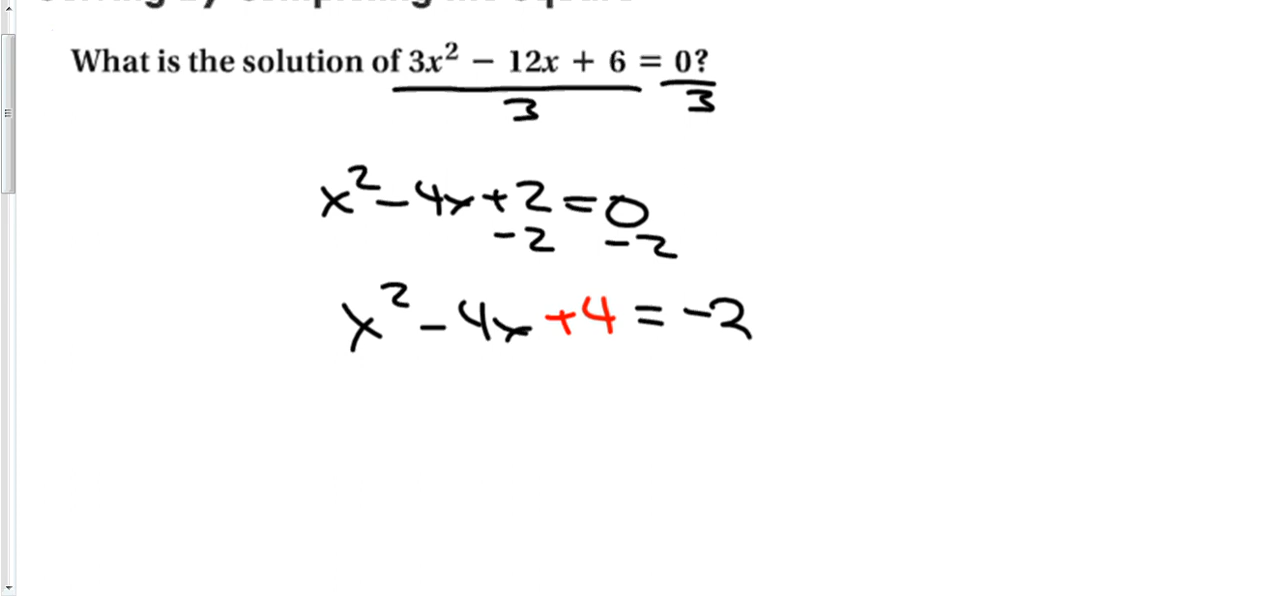 What is the solution of 3x² − 12x + 6 = 0?
3 3
x² - 4x + 2 = 0
-2 -2
x² - 4x + 4 = -2